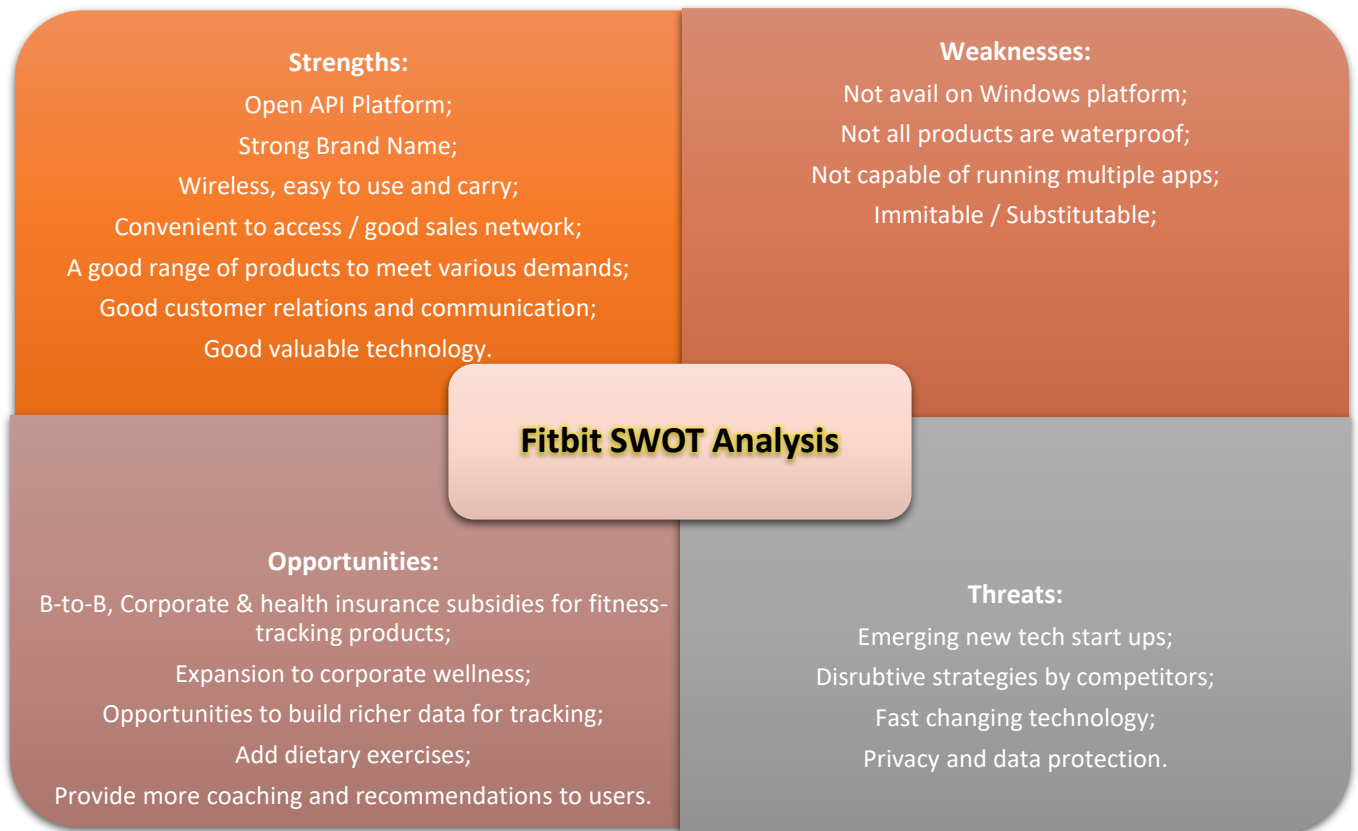 Strengths:
Open API Platform;
Strong Brand Name;
Wireless, easy to use and carry;
Convenient to access / good sales network;
A good range of products to meet various demands;
Good customer relations and communication;
Good valuable technology.
Weaknesses:
Not avail on Windows platform;
Not all products are waterproof;
Not capable of running multiple apps;
Immitable / Substitutable;
Fitbit SWOT Analysis
Opportunities:
B-to-B, Corporate & health insurance subsidies for fitness-
tracking products;
Expansion to corporate wellness;
Opportunities to build richer data for tracking;
Add dietary exercises;
Provide more coaching and recommendations to users.
Threats:
Emerging new tech start ups;
Disrubtive strategies by competitors;
Fast changing technology;
Privacy and data protection.